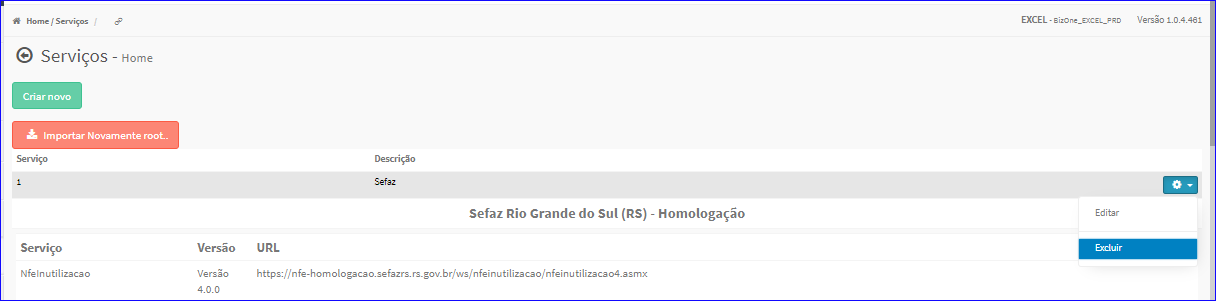 Home / Serviços /
EXCEL - BizOne_EXCEL_PRD Versão 1.0.4.461
Serviços - Home
Criar novo
Importar Novamente root..
Serviço Descrição
1 Sefaz
Sefaz Rio Grande do Sul (RS) - Homologação
Editar
Excluir
Serviço Versão URL
NfeInutilizacao Versão 4.0.0 https://nfe-homologacao.sefazrs.rs.gov.br/ws/nfeinutilizacao/nfeinutilizacao4.asmx